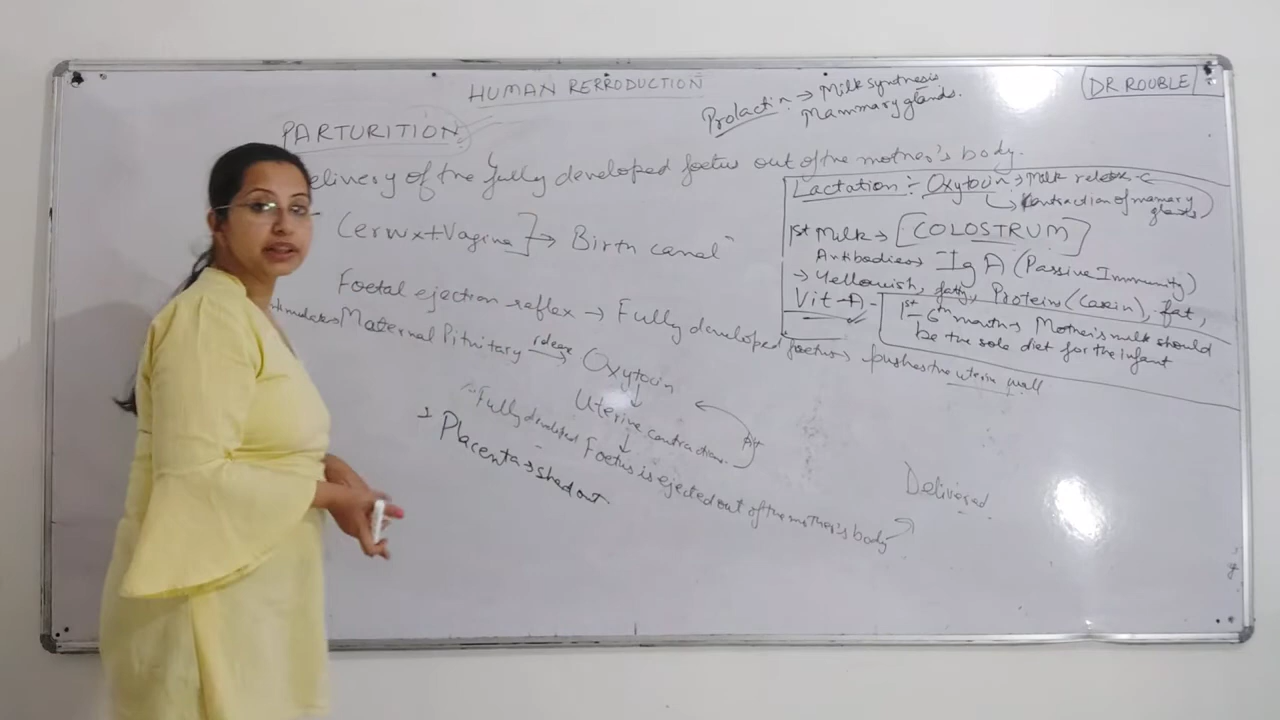 HUMAN RERRODUCTION
DR ROUBLE
Prolactin → Milk synthesis
Mammary glands.
PARTURITION
Delivery of the fully developed foetus out of the mother's body.
Cervix + Vagina] → Birth canal
Foetal ejection reflex → Fully developed foetus pushes the uterine wall
stimulates Maternal Pituitary release → Oxytocin
↓
Uterine contractions
↓
Fully developed Foetus is ejected out of the mother's body →
Placenta → shed out
Delivered
Lactation :- Oxytocin → Milk release
↳ Contraction of mamary glands
1st Milk → [COLOSTRUM]
Antibodies → IgA (Passive Immunity)
→ Yellowish, fatty, Protein (Casin), fat,
Vit-A -
1st - 6th months Mother's milk should
be the sole diet for the infant